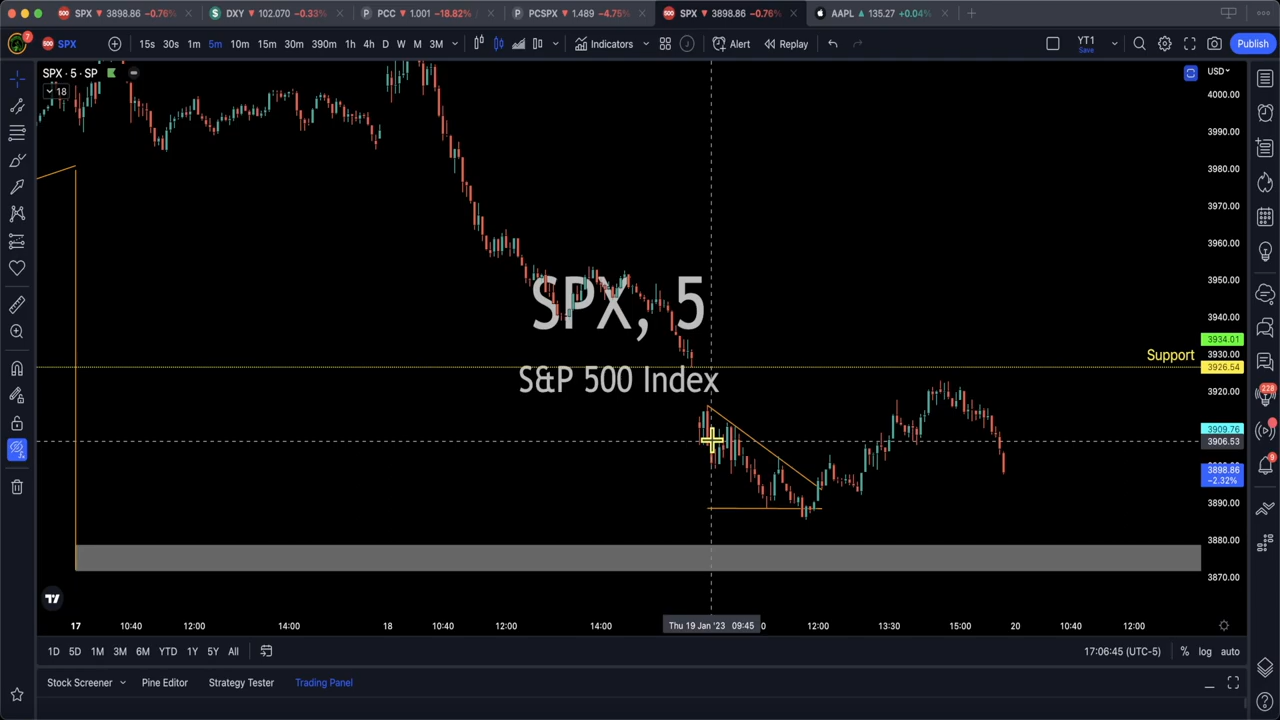 SPX ▼ 3898.86 −0.76% DXY ▼ 102.070 −0.33% PCC ▼ 1.001 −18.82% PCSPX ▼ 1.489 −4.75% SPX ▼ 3898.86 −0.76% AAPL ▲ 135.27 +0.04%
7 500 SPX 15s 30s 1m 5m 10m 15m 30m 390m 1h 4h D W M 3M Indicators Alert Replay YT1 Save Publish
SPX · 5 · SP USD
18
4000.00
3990.00
3980.00
3970.00
3960.00
3950.00
SPX, 5
3940.00
3934.01
Support 3930.00
3926.54
S&P 500 Index
3920.00
228
3909.76
3906.53
3898.86
−2.32%
9
3890.00
3880.00
3870.00
17 10:40 12:00 14:00 18 10:40 12:00 14:00 Thu 19 Jan '23 09:45 0 12:00 13:30 15:00 20 10:40 12:00
1D 5D 1M 3M 6M YTD 1Y 5Y All 17:06:45 (UTC-5) % log auto
Stock Screener Pine Editor Strategy Tester Trading Panel